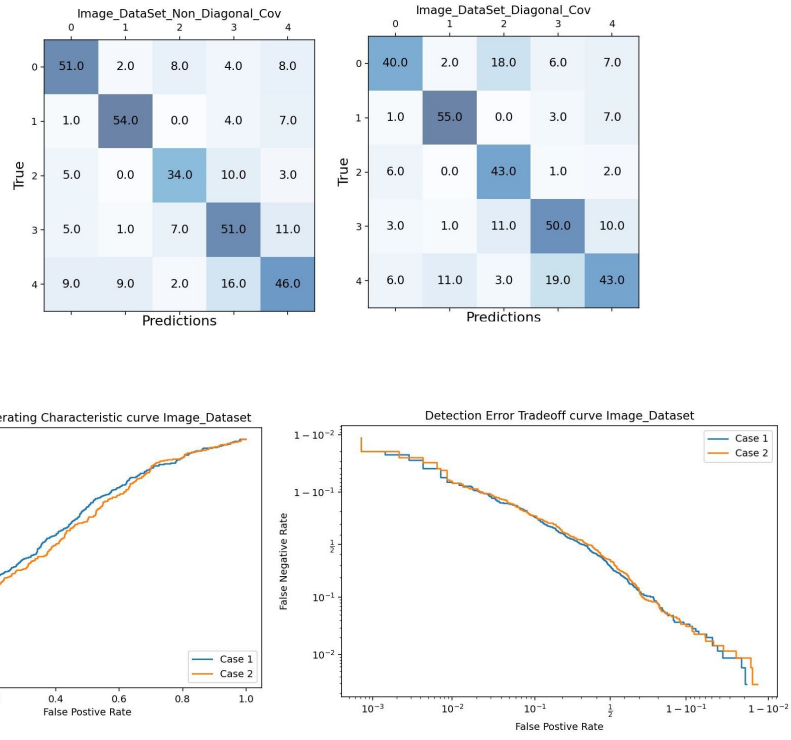 Image_DataSet_Non_Diagonal_Cov
0 1 2 3 4
0 51.0 2.0 8.0 4.0 8.0
1 1.0 54.0 0.0 4.0 7.0
2 5.0 0.0 34.0 10.0 3.0
3 5.0 1.0 7.0 51.0 11.0
4 9.0 9.0 2.0 16.0 46.0
True
Predictions
Image_DataSet_Diagonal_Cov
0 1 2 3 4
0 40.0 2.0 18.0 6.0 7.0
1 1.0 55.0 0.0 3.0 7.0
2 6.0 0.0 43.0 1.0 2.0
3 3.0 1.0 11.0 50.0 10.0
4 6.0 11.0 3.0 19.0 43.0
True
Predictions
erating Characteristic curve Image_Dataset
Case 1
Case 2
0.4 0.6 0.8 1.0
False Postive Rate
Detection Error Tradeoff curve Image_Dataset
Case 1
Case 2
1 − 10⁻²
1 − 10⁻¹
½
10⁻¹
10⁻²
False Negative Rate
10⁻³ 10⁻² 10⁻¹ ½ 1 − 10⁻¹ 1 − 10⁻²
False Postive Rate